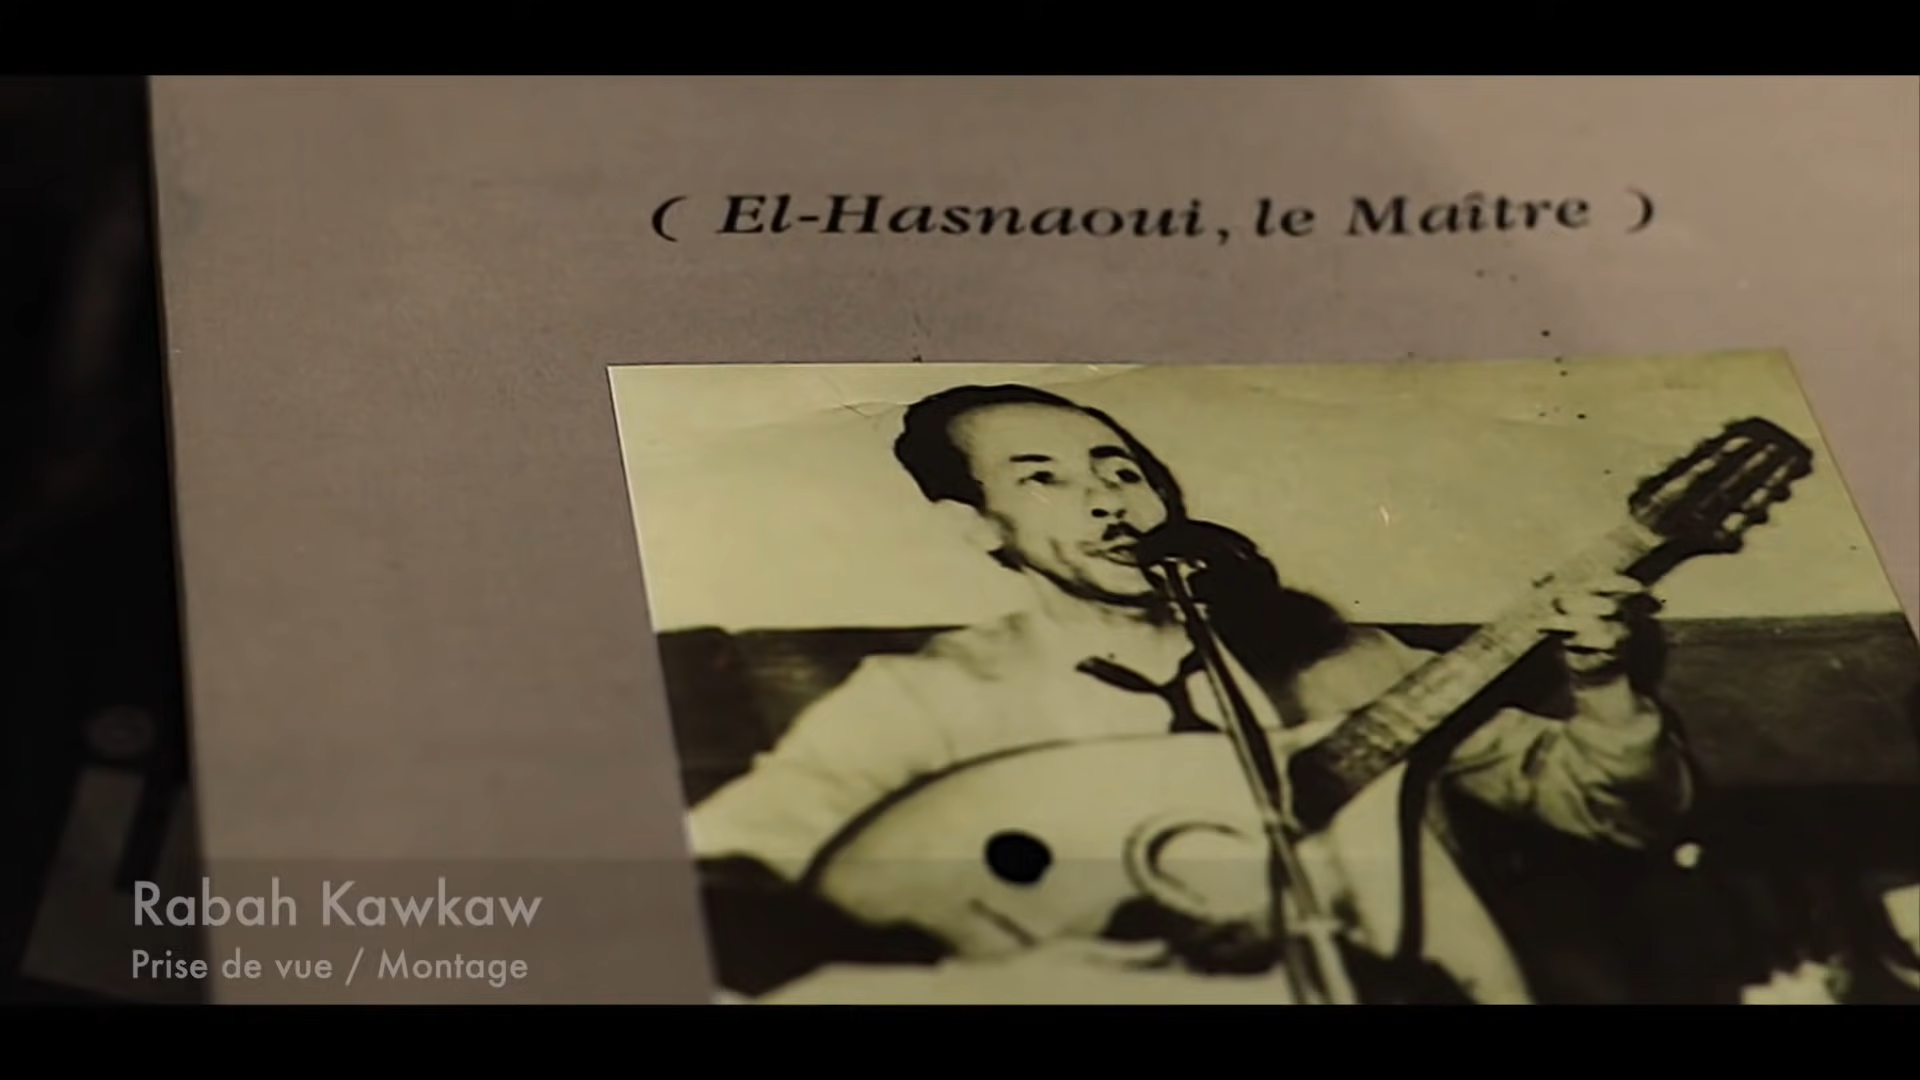 ( El-Hasnaoui, le Maître )
Rabah Kawkaw
Prise de vue / Montage